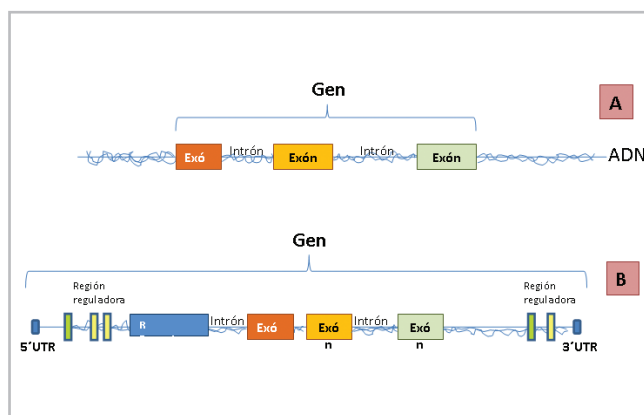 Gen
A
Exó
Intrón
Exón
Intrón
Exón
ADN
Gen
B
Región
reguladora
Región
reguladora
R
Intrón
Exó
Exó
n
Intrón
Exó
n
5´UTR
3´UTR